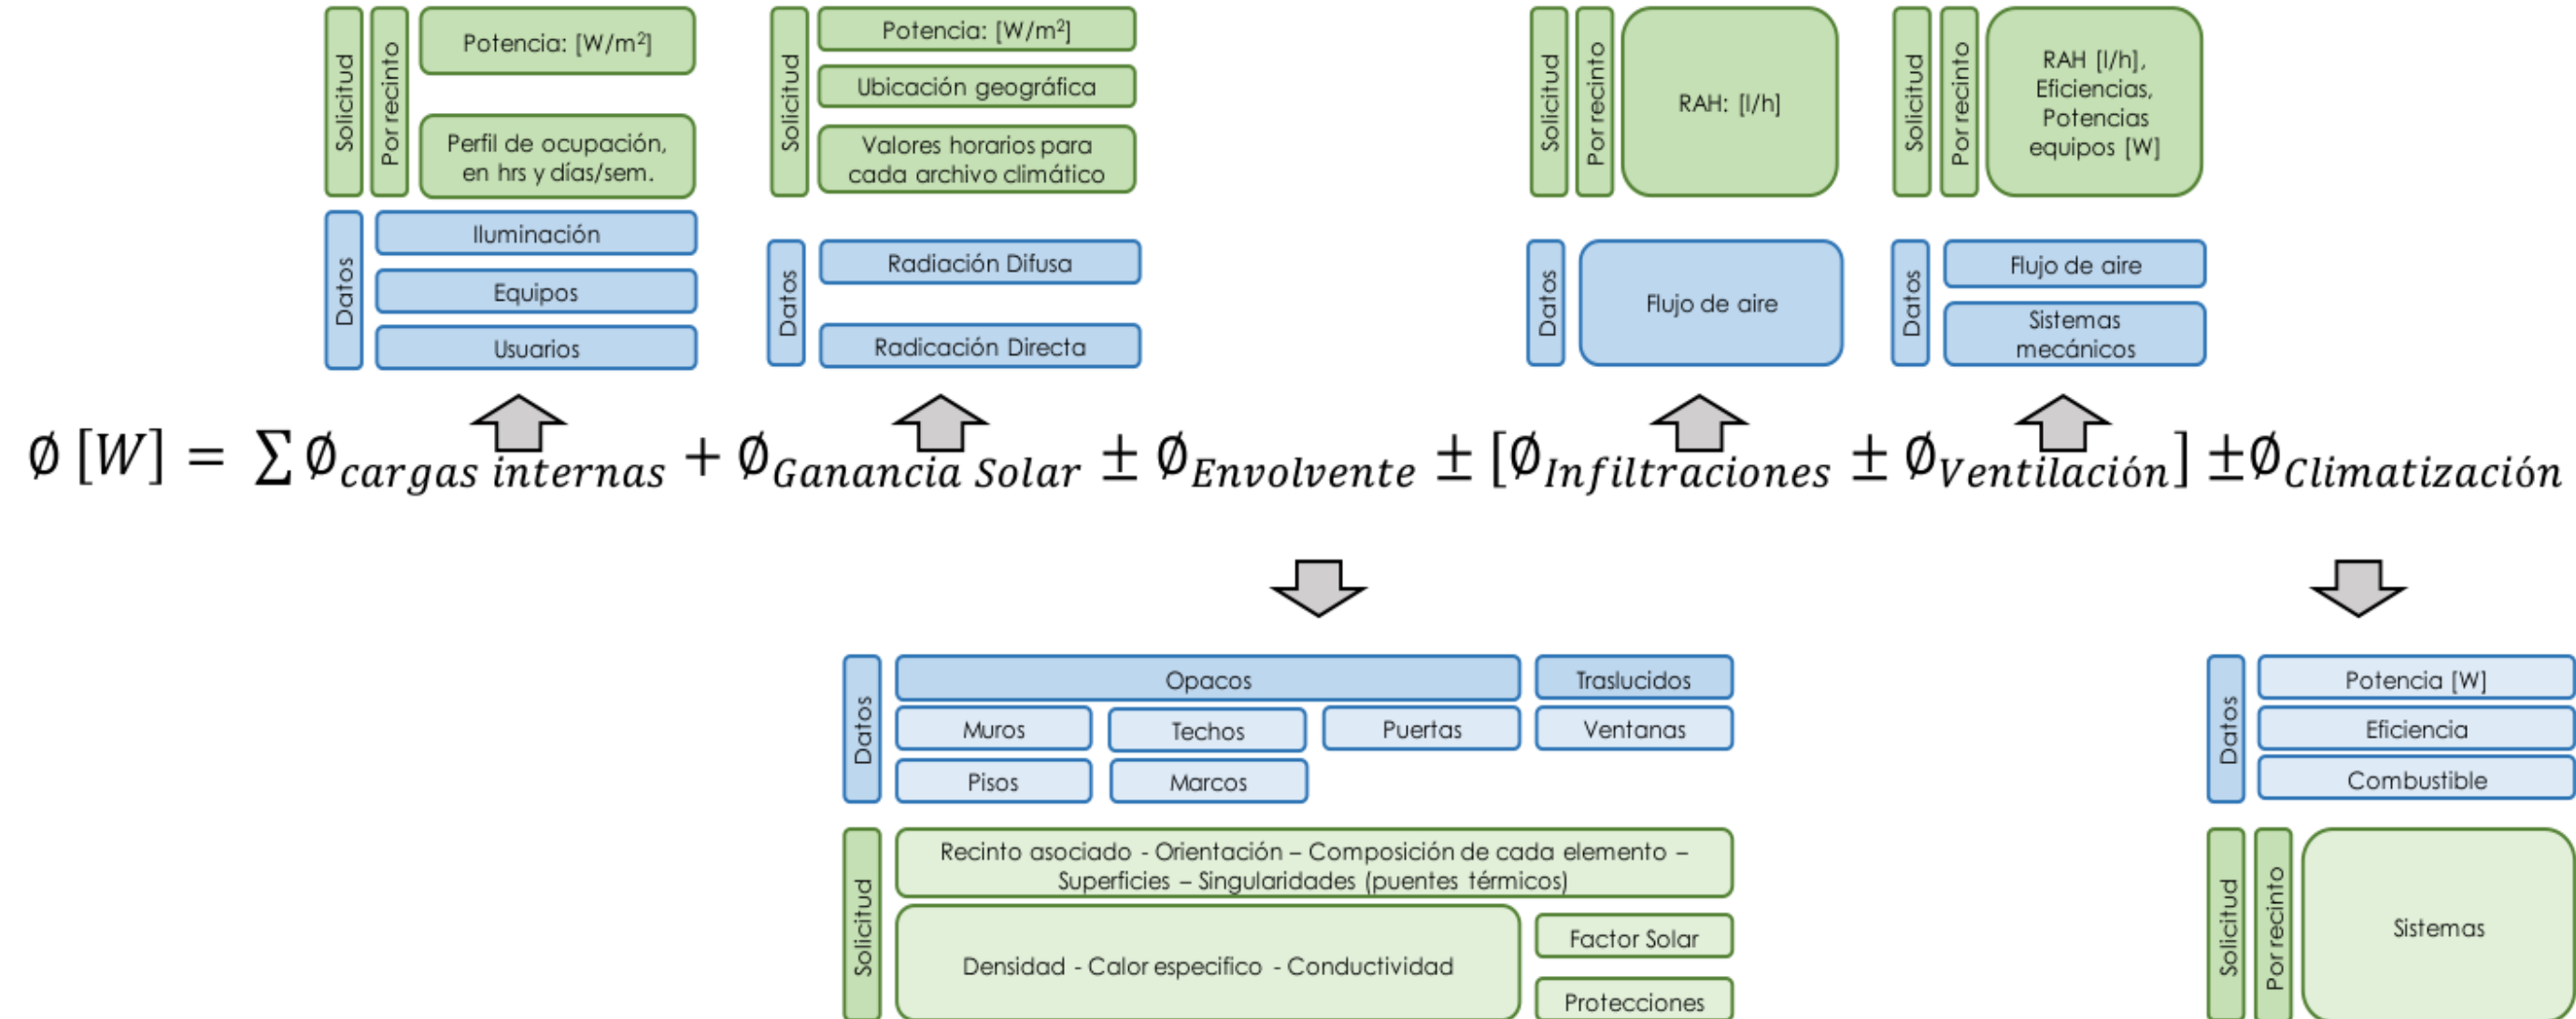 Solicitud
Por recinto
Potencia: [W/m²]
Perfil de ocupación,
en hrs y días/sem.
Datos
Iluminación
Equipos
Usuarios
Solicitud
Potencia: [W/m²]
Ubicación geográfica
Valores horarios para
cada archivo climático
Datos
Radiación Difusa
Radicación Directa
Solicitud
Por recinto
RAH: [l/h]
Datos
Flujo de aire
Solicitud
Por recinto
RAH [l/h],
Eficiencias,
Potencias
equipos [W]
Datos
Flujo de aire
Sistemas
mecánicos
∅ [W] = ∑ ∅cargas internas + ∅Ganancia Solar ± ∅Envolvente ± [∅Infiltraciones ± ∅Ventilación] ±∅Climatización
Datos
Opacos
Traslucidos
Muros
Techos
Puertas
Ventanas
Pisos
Marcos
Solicitud
Recinto asociado - Orientación – Composición de cada elemento –
Superficies – Singularidades (puentes térmicos)
Densidad - Calor especifico - Conductividad
Factor Solar
Protecciones
Datos
Potencia [W]
Eficiencia
Combustible
Solicitud
Por recinto
Sistemas